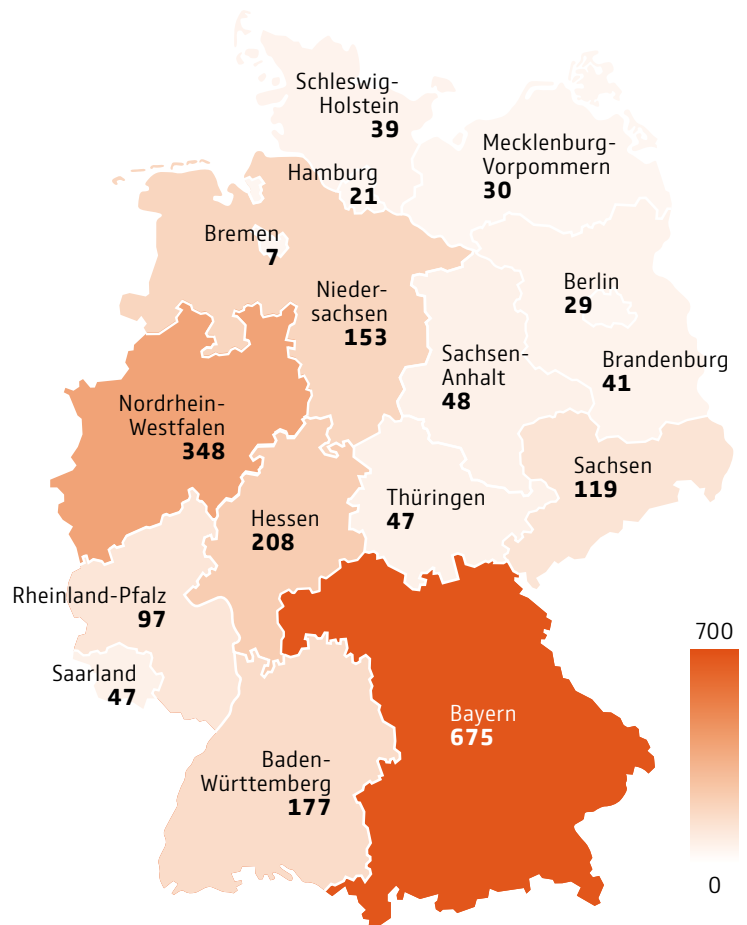 Schleswig-
Holstein
39
Mecklenburg-
Vorpommern
30
Hamburg
21
Bremen
7
Nieder-
sachsen
153
Berlin
29
Brandenburg
41
Sachsen-
Anhalt
48
Nordrhein-
Westfalen
348
Sachsen
119
Thüringen
47
Hessen
208
Rheinland-Pfalz
97
Saarland
47
Bayern
675
Baden-
Württemberg
177
700
0